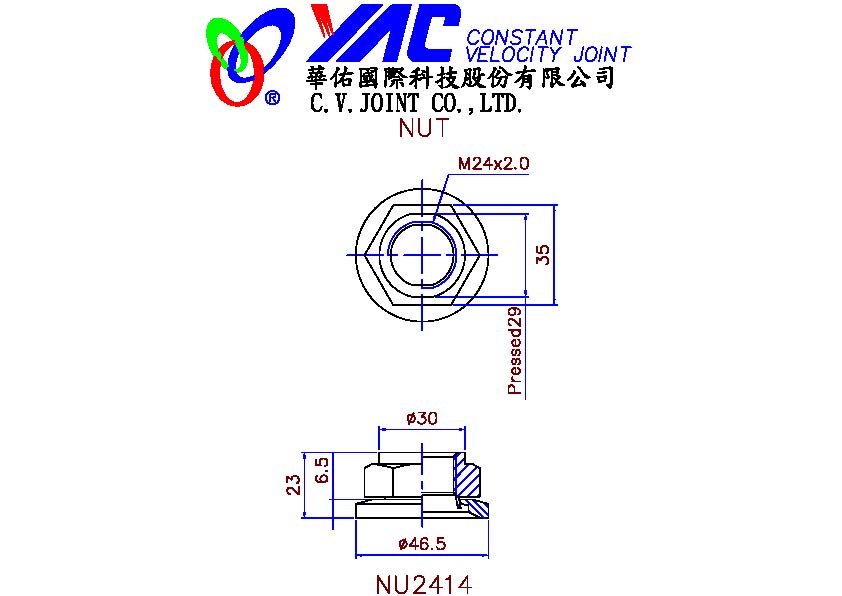 VAC CONSTANT
VELOCITY JOINT
華佑國際科技股份有限公司
®
C.V.JOINT CO.,LTD.
NUT
M24x2.0
35
Pressed29
ø30
23
6.5
ø46.5
NU2414